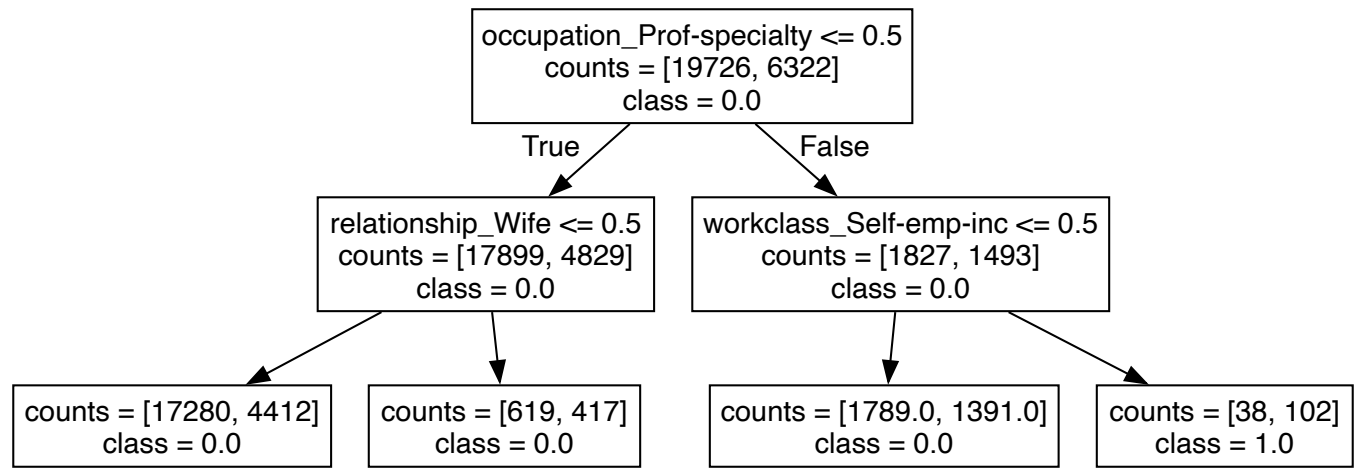 occupation_Prof-specialty <= 0.5
counts = [19726, 6322]
class = 0.0
True
False
relationship_Wife <= 0.5
counts = [17899, 4829]
class = 0.0
workclass_Self-emp-inc <= 0.5
counts = [1827, 1493]
class = 0.0
counts = [17280, 4412]
class = 0.0
counts = [619, 417]
class = 0.0
counts = [1789.0, 1391.0]
class = 0.0
counts = [38, 102]
class = 1.0